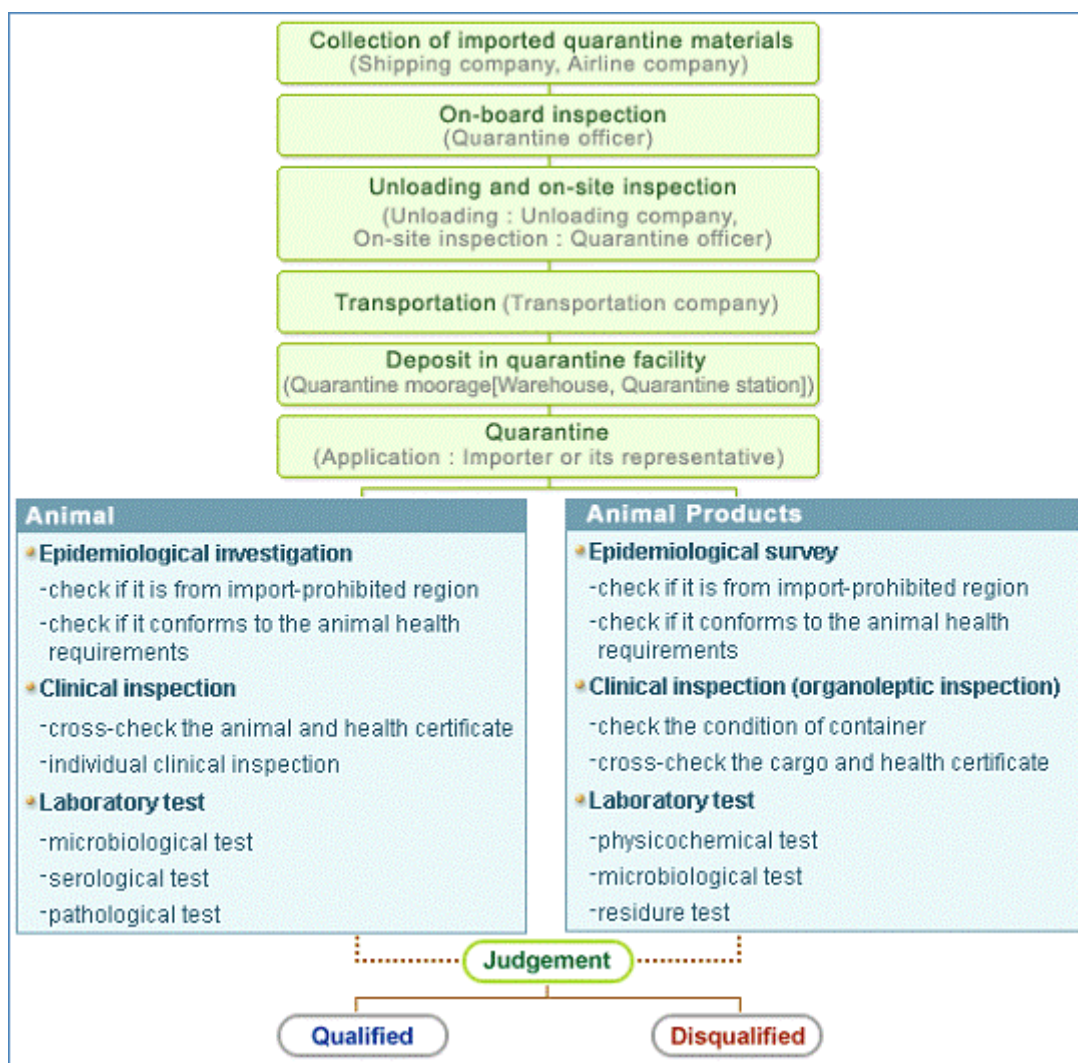 Collection of imported quarantine materials
(Shipping company, Airline company)
On-board inspection
(Quarantine officer)
Unloading and on-site inspection
(Unloading : Unloading company,
On-site inspection : Quarantine officer)
Transportation (Transportation company)
Deposit in quarantine facility
(Quarantine moorage[Warehouse, Quarantine station])
Quarantine
(Application : Importer or its representative)
Animal
Epidemiological investigation
-check if it is from import-prohibited region
-check if it conforms to the animal health
requirements
Clinical inspection
-cross-check the animal and health certificate
-individual clinical inspection
Laboratory test
-microbiological test
-serological test
-pathological test
Animal Products
Epidemiological survey
-check if it is from import-prohibited region
-check if it conforms to the animal health
requirements
Clinical inspection (organoleptic inspection)
-check the condition of container
-cross-check the cargo and health certificate
Laboratory test
-physicochemical test
-microbiological test
-residure test
Judgement
Qualified
Disqualified